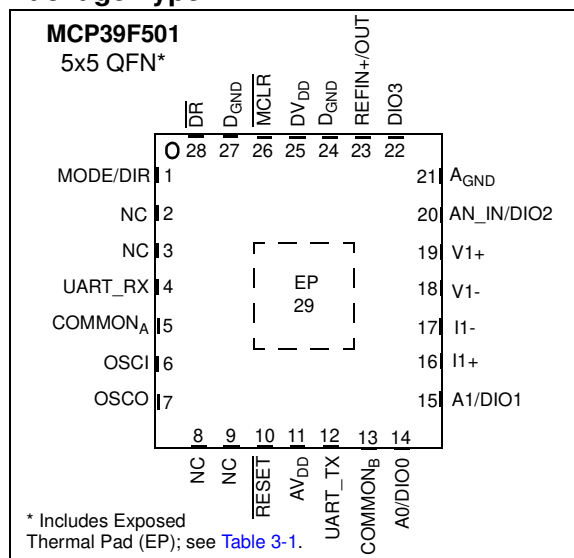 MCP39F501
5x5 QFN*
DR
DGND
MCLR
DVDD
DGND
REFIN+/OUT
DIO3
28 27 26 25 24 23 22
MODE/DIR 1
NC 2
NC 3
UART_RX 4
COMMONA 5
OSCI 6
OSCO 7
EP
29
21 AGND
20 AN_IN/DIO2
19 V1+
18 V1-
17 I1-
16 I1+
15 A1/DIO1
8 9 10 11 12 13 14
NC
NC
RESET
AVDD
UART_TX
COMMONB
A0/DIO0
* Includes Exposed
Thermal Pad (EP); see Table 3-1.